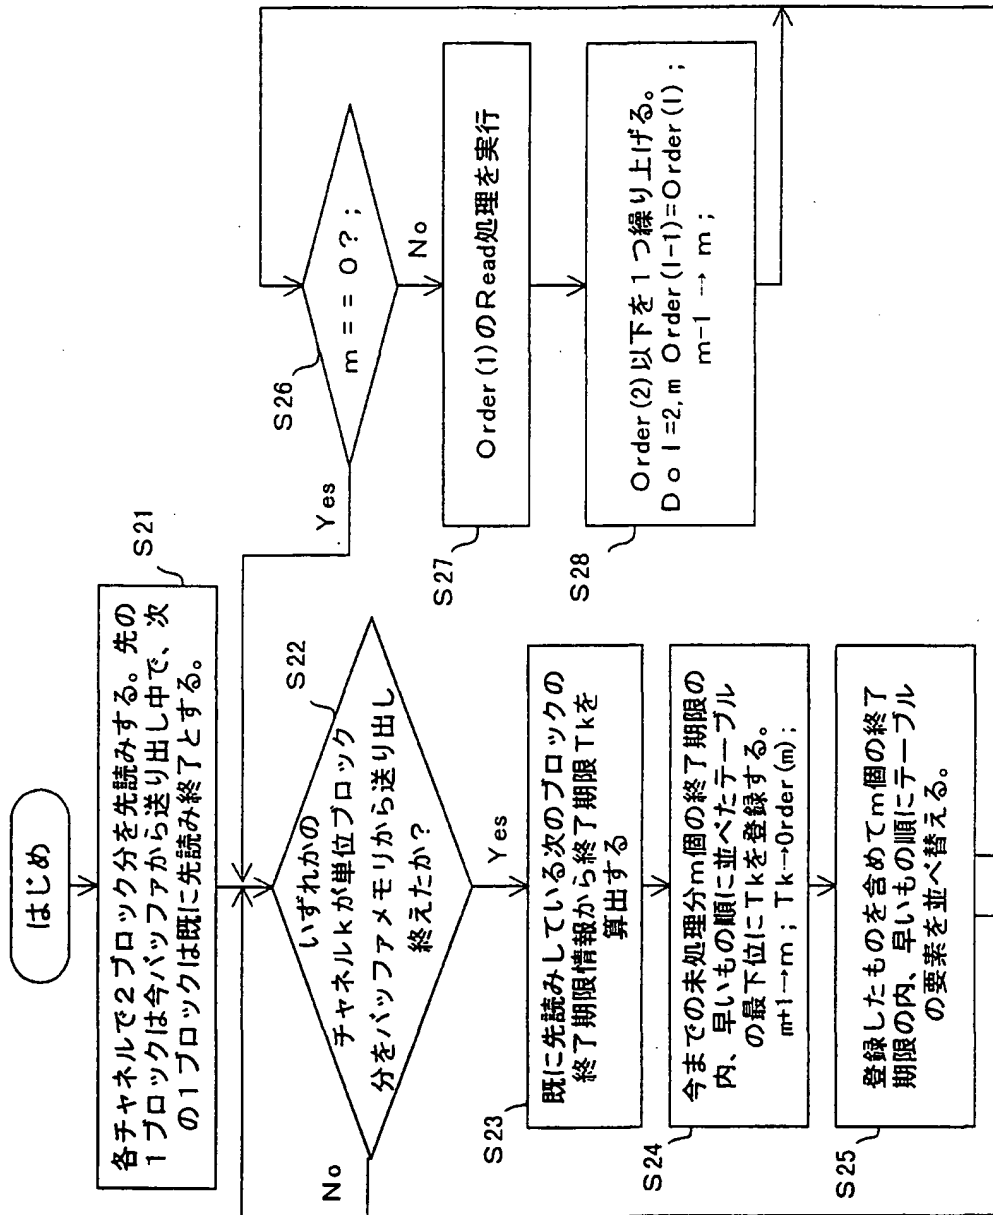 はじめ
S21
各チャネルで2ブロック分を先読みする。先の
1ブロックは今バッファから送り出し中で、次
の1ブロックは既に先読み終了とする。
S22
いずれかの
チャネルkが単位ブロック
分をバッファメモリから送り出し
終えたか?
No
Yes
S23
既に先読みしている次のブロックの
終了期限情報から終了期限Tkを
算出する
S24
今までの未処理分m個の終了期限の
内、早いもの順に並べたテーブル
の最下位にTkを登録する。
m+1→m; Tk→Order(m);
S25
登録したものを含めてm個の終了
期限の内、早いもの順にテーブル
の要素を並べ替える。
S26
m==0?;
Yes
No
S27
Order(1)のRead処理を実行
S28
Order(2)以下を1つ繰り上げる。
Do l=2,m Order(l-1)=Order(l);
m-1→m;